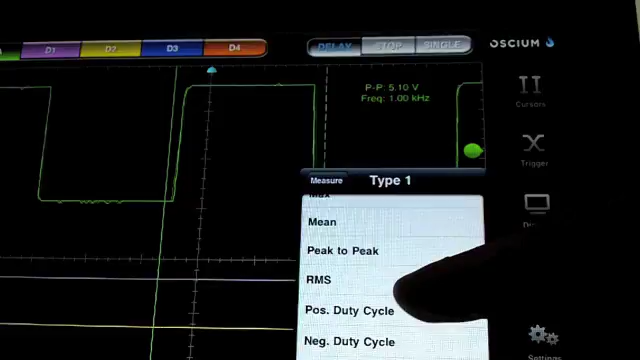 D1 D2 D3 D4 DELAY STOP SINGLE OSCIUM
P-P: 5.10 V
Freq: 1.00 kHz
Cursors
Trigger
Measure Type 1
Max
Mean
Peak to Peak
RMS
Pos. Duty Cycle
Neg. Duty Cycle
Settings